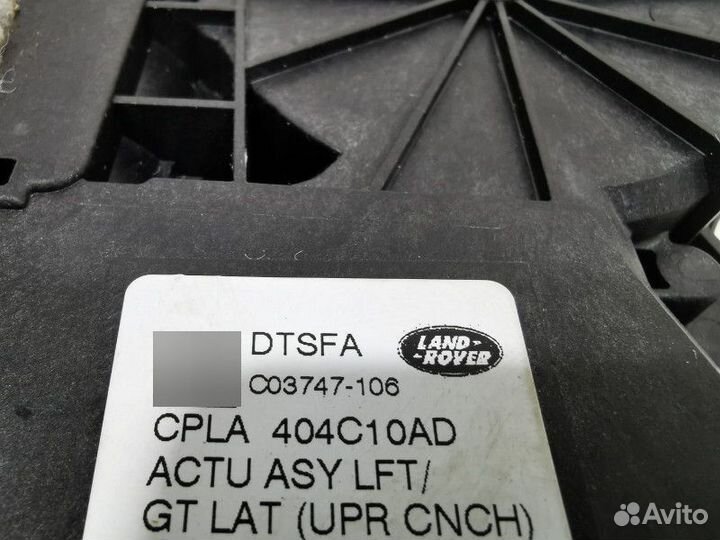 DTSFA
LAND-
-ROVER
C03747-106
CPLA 404C10AD
ACTU ASY LFT/
GT LAT (UPR CNCH)
Avito